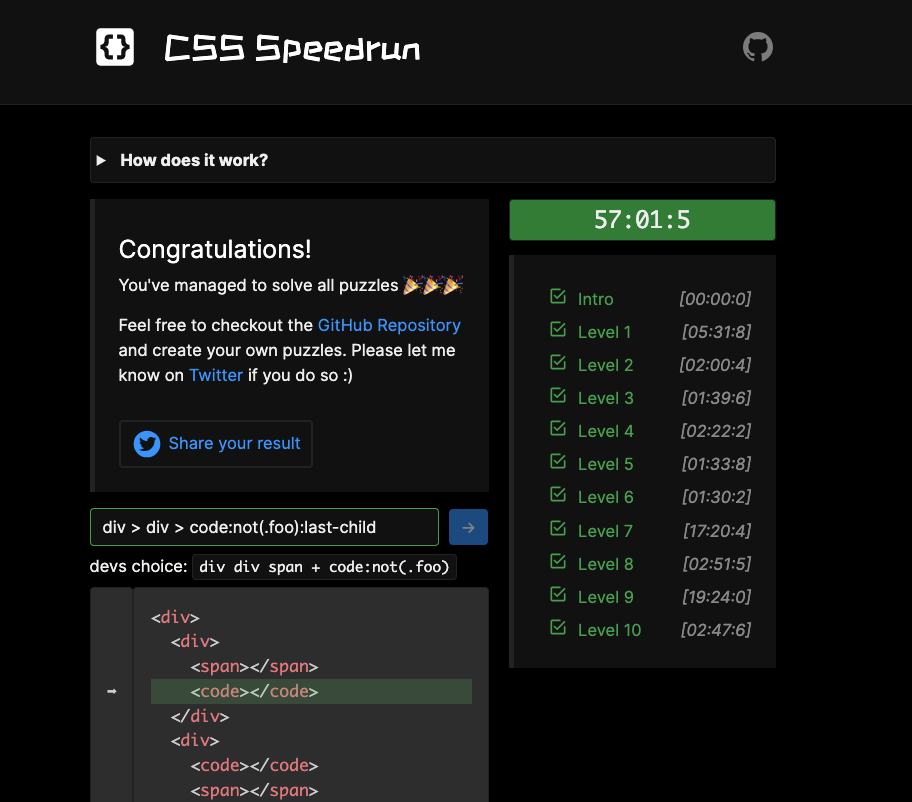 CSS Speedrun
How does it work?
Congratulations!
You've managed to solve all puzzles 🎉🎉🎉
Feel free to checkout the GitHub Repository
and create your own puzzles. Please let me
know on Twitter if you do so :)
Share your result
div > div > code:not(.foo):last-child
devs choice: div div span + code:not(.foo)
<div>
<div>
<span></span>
<code></code>
</div>
<div>
<code></code>
<span></span>
57:01:5
Intro [00:00:0]
Level 1 [05:31:8]
Level 2 [02:00:4]
Level 3 [01:39:6]
Level 4 [02:22:2]
Level 5 [01:33:8]
Level 6 [01:30:2]
Level 7 [17:20:4]
Level 8 [02:51:5]
Level 9 [19:24:0]
Level 10 [02:47:6]